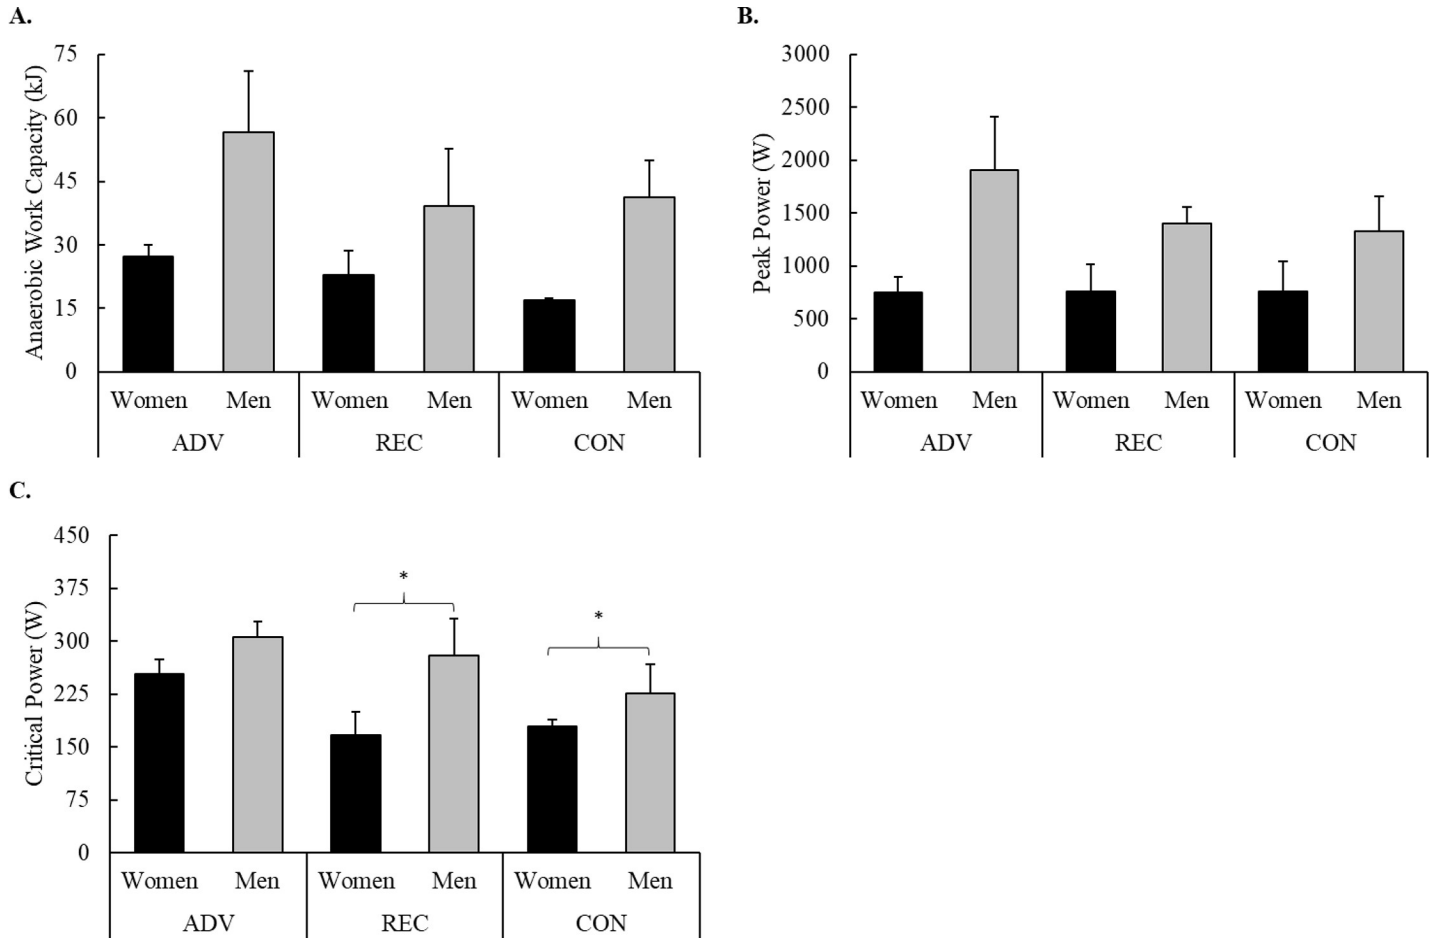 A.
Anaerobic Work Capacity (kJ)
75
60
45
30
15
0
Women Men Women Men Women Men
ADV REC CON
B.
Peak Power (W)
3000
2500
2000
1500
1000
500
0
Women Men Women Men Women Men
ADV REC CON
C.
Critical Power (W)
450
375
300
225
150
75
0
* *
Women Men Women Men Women Men
ADV REC CON